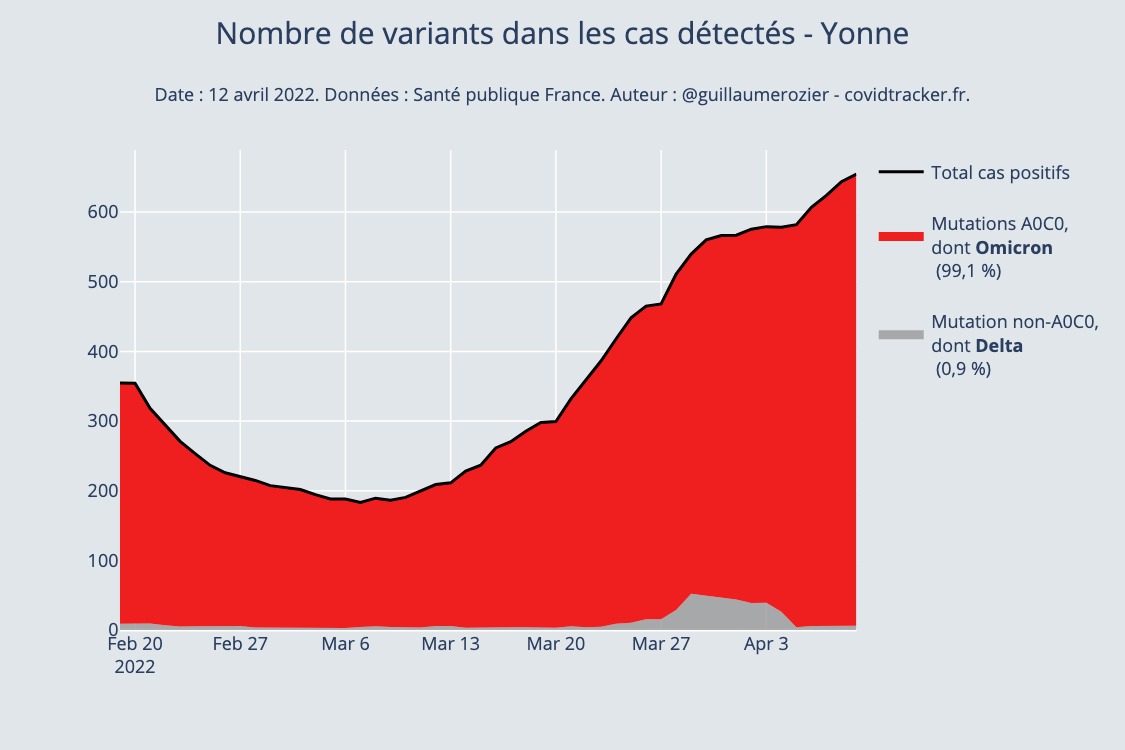 Nombre de variants dans les cas détectés - Yonne
Date : 12 avril 2022. Données : Santé publique France. Auteur : @guillaumerozier - covidtracker.fr.
Total cas positifs
Mutations A0C0,
dont Omicron
(99,1 %)
Mutation non-A0C0,
dont Delta
(0,9 %)
600
500
400
300
200
100
0
Feb 20 Feb 27 Mar 6 Mar 13 Mar 20 Mar 27 Apr 3
2022